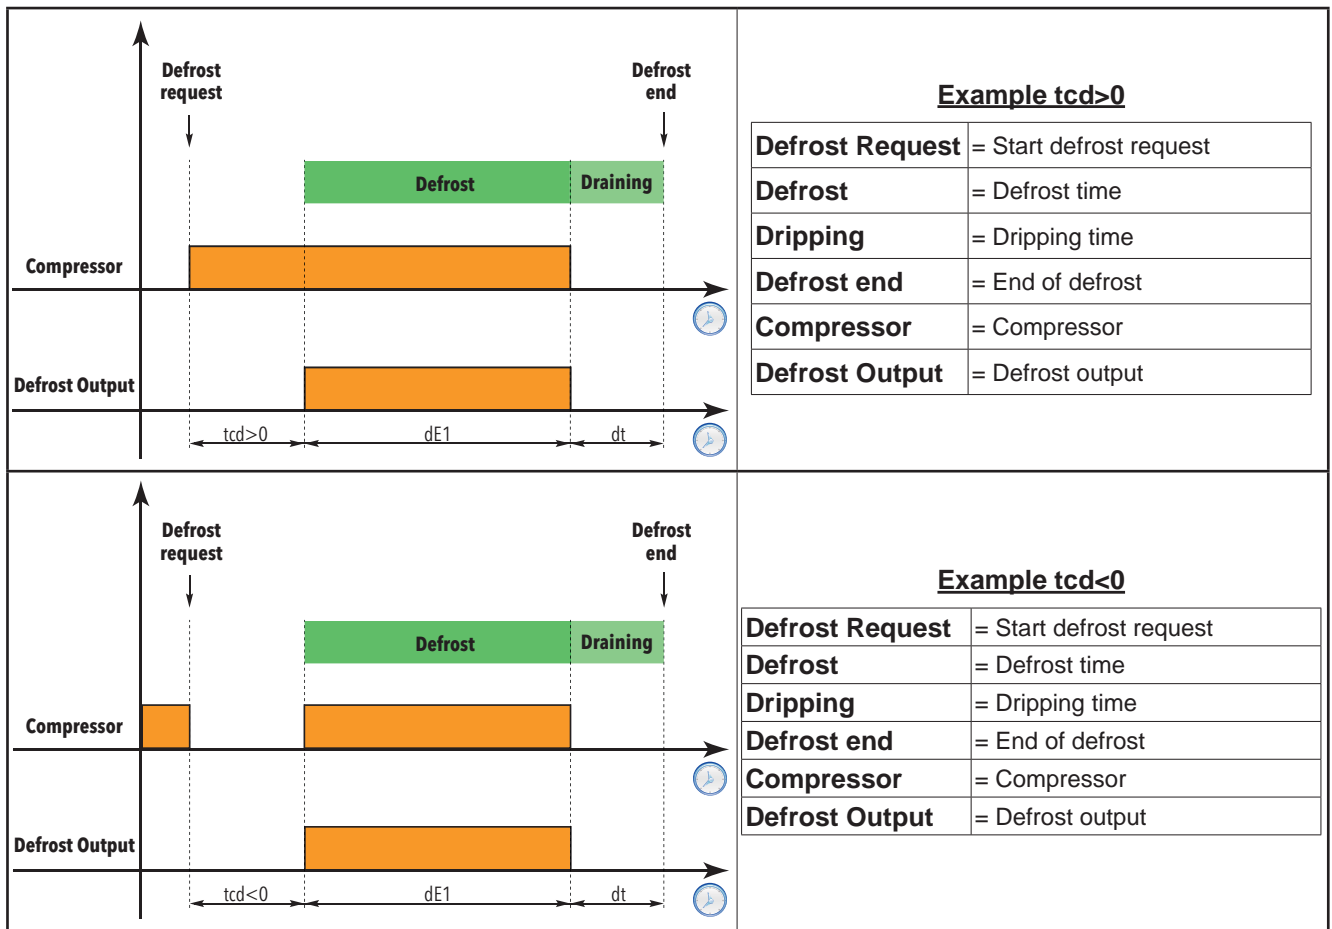 Defrost
request
Defrost
end
Defrost
Draining
Compressor
Defrost Output
tcd>0
dE1
dt
Example tcd>0
Defrost Request = Start defrost request
Defrost = Defrost time
Dripping = Dripping time
Defrost end = End of defrost
Compressor = Compressor
Defrost Output = Defrost output
Defrost
request
Defrost
end
Defrost
Draining
Compressor
Defrost Output
tcd<0
dE1
dt
Example tcd<0
Defrost Request = Start defrost request
Defrost = Defrost time
Dripping = Dripping time
Defrost end = End of defrost
Compressor = Compressor
Defrost Output = Defrost output